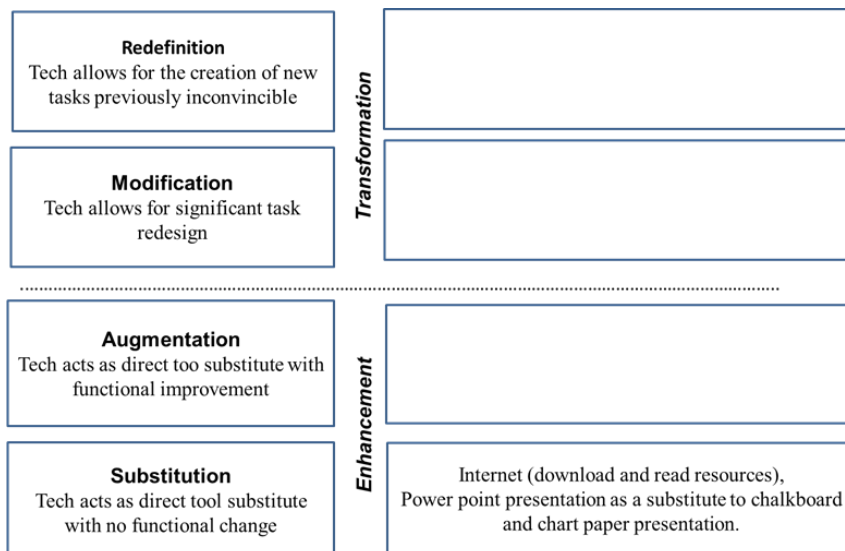 Redefinition
Tech allows for the creation of new
tasks previously inconvincible
Transformation
Modification
Tech allows for significant task
redesign
Augmentation
Tech acts as direct too substitute with
functional improvement
Enhancement
Substitution
Tech acts as direct tool substitute
with no functional change
Internet (download and read resources),
Power point presentation as a substitute to chalkboard
and chart paper presentation.